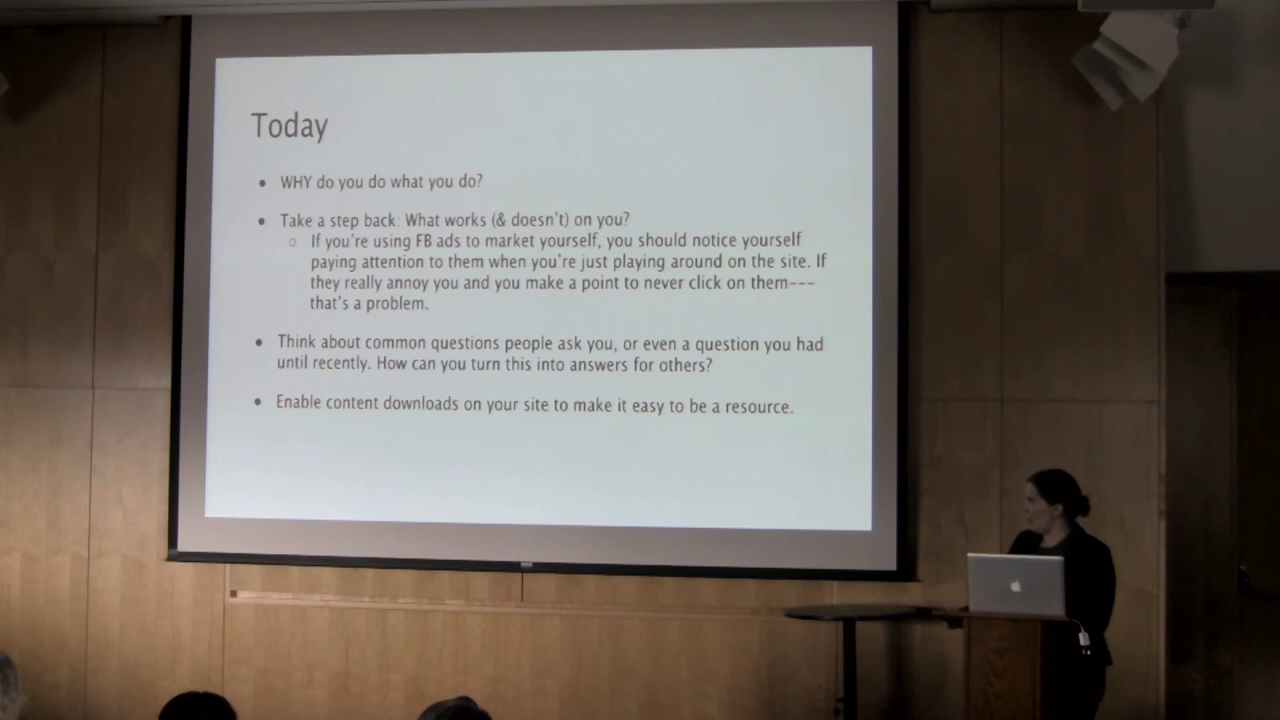 Today
WHY do you do what you do?
Take a step back: What works (& doesn't) on you?
If you're using FB ads to market yourself, you should notice yourself
paying attention to them when you're just playing around on the site. If
they really annoy you and you make a point to never click on them---
that's a problem.
Think about common questions people ask you, or even a question you had
until recently. How can you turn this into answers for others?
Enable content downloads on your site to make it easy to be a resource.